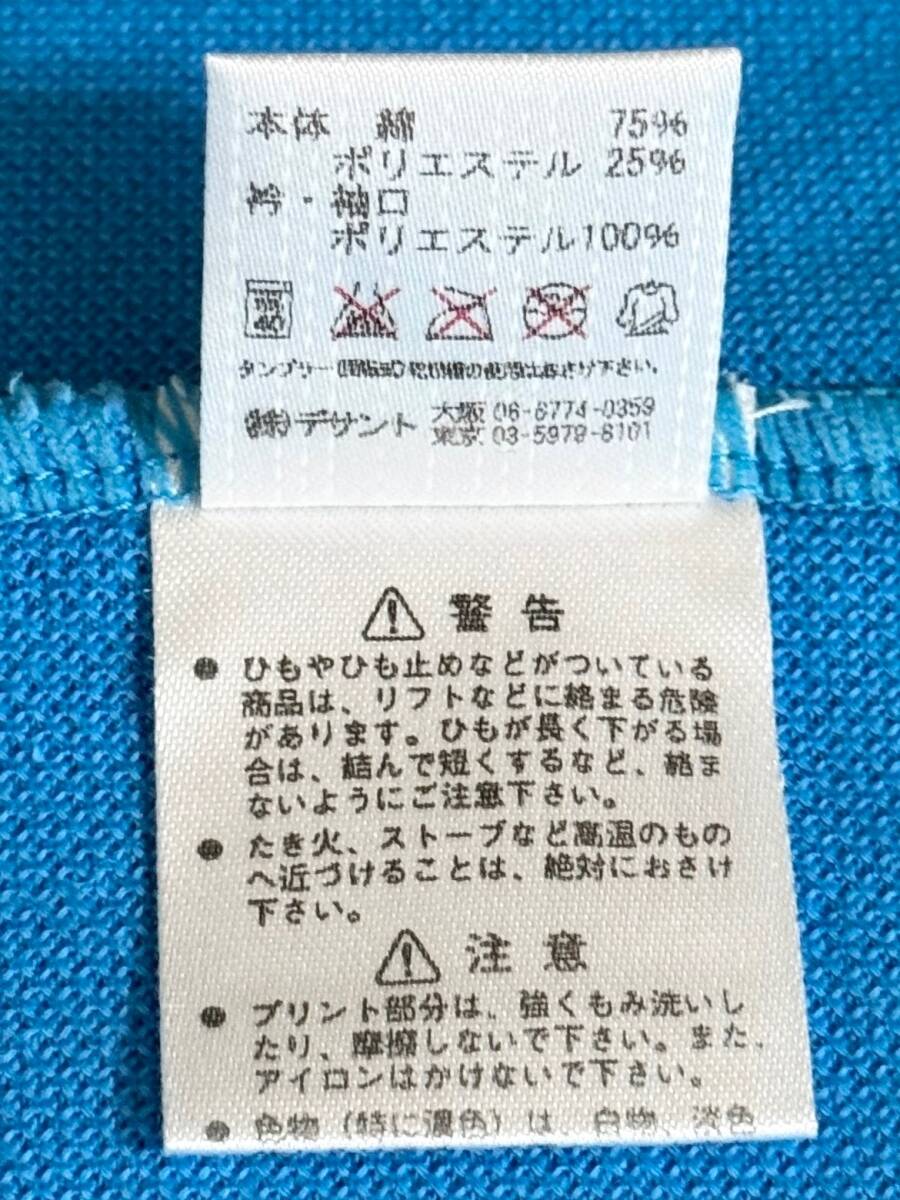 本体 綿 75%
ポリエステル 25%
衿・袖口
ポリエステル100%
タンブラー(回転式)乾燥機の使用はおさけ下さい。
(株)デサント 大阪 06-6774-0359
東京 03-5979-6101
警告
● ひもやひも止めなどがついている
商品は、リフトなどに絡まる危険
があります。ひもが長く下がる場
合は、結んで短くするなど、絡ま
ないようにご注意下さい。
● たき火、ストーブなど高温のもの
へ近づけることは、絶対におさけ
下さい。
注意
● プリント部分は、強くもみ洗いし
たり、摩擦しないで下さい。また、
アイロンはかけないで下さい。
● 色物(特に濃色)は、白物、淡色